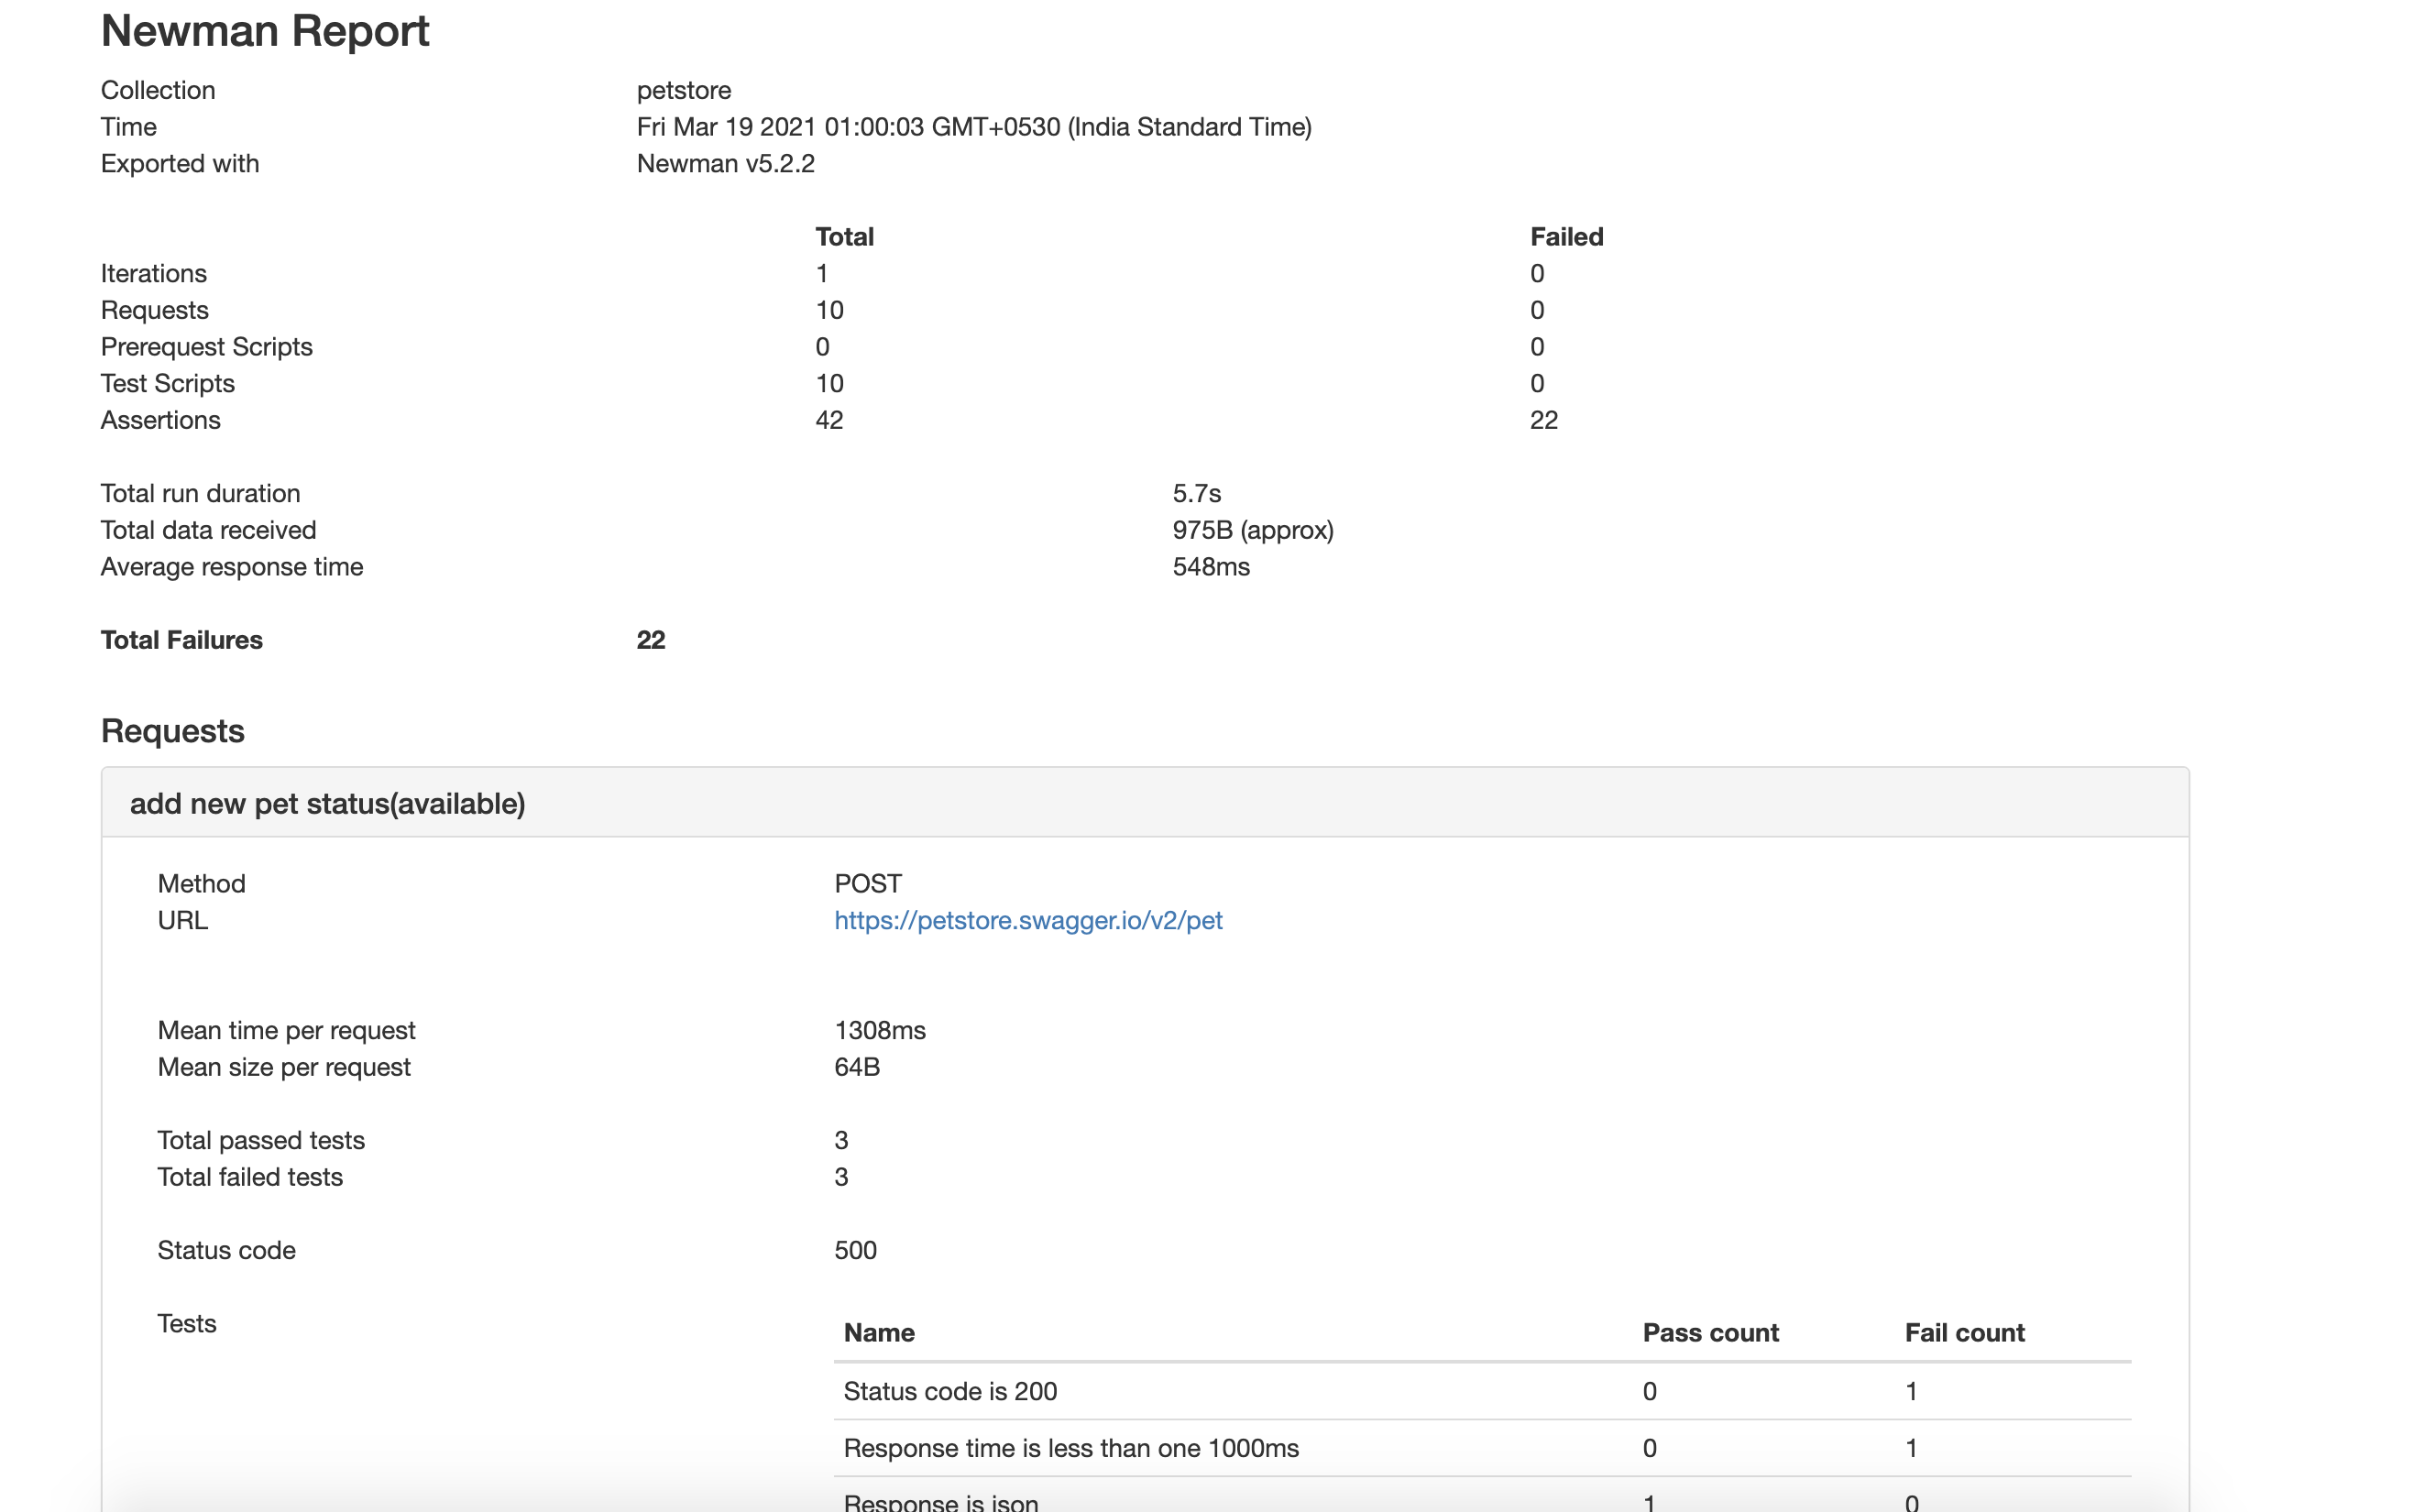 Newman Report
Collection petstore
Time Fri Mar 19 2021 01:00:03 GMT+0530 (India Standard Time)
Exported with Newman v5.2.2
Total Failed
Iterations 1 0
Requests 10 0
Prerequest Scripts 0 0
Test Scripts 10 0
Assertions 42 22
Total run duration 5.7s
Total data received 975B (approx)
Average response time 548ms
Total Failures 22
Requests
add new pet status(available)
Method POST
URL https://petstore.swagger.io/v2/pet
Mean time per request 1308ms
Mean size per request 64B
Total passed tests 3
Total failed tests 3
Status code 500
Tests Name Pass count Fail count
Status code is 200 0 1
Response time is less than one 1000ms 0 1
Response is json 1 0